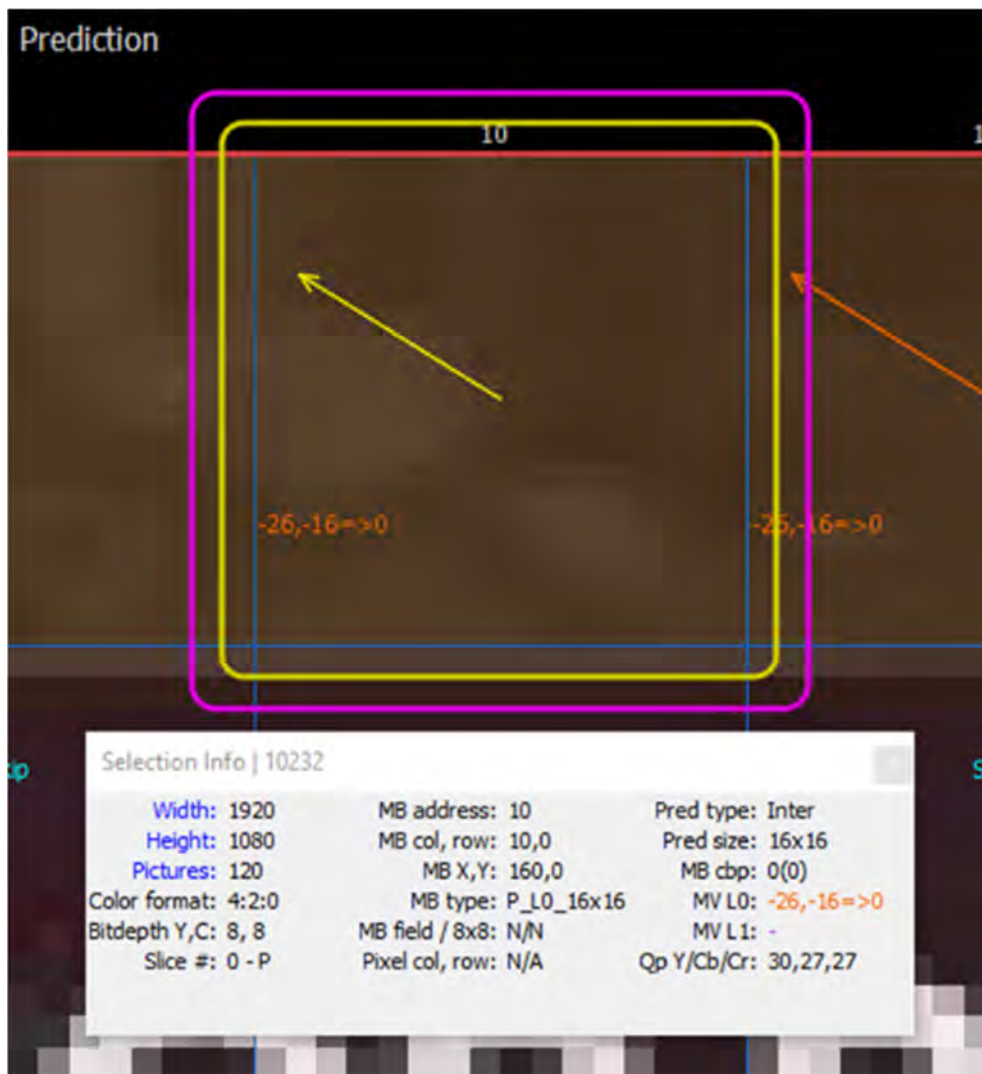 Prediction
10
1
-26,-16=>0 -26,-16=>0
Selection Info | 10232
kip
S
Width: 1920 MB address: 10 Pred type: Inter
Height: 1080 MB col, row: 10,0 Pred size: 16x16
Pictures: 120 MB X,Y: 160,0 MB cbp: 0(0)
Color format: 4:2:0 MB type: P_L0_16x16 MV L0: -26,-16=>0
Bitdepth Y,C: 8, 8 MB field / 8x8: N/N MV L1: -
Slice #: 0 - P Pixel col, row: N/A Qp Y/Cb/Cr: 30,27,27